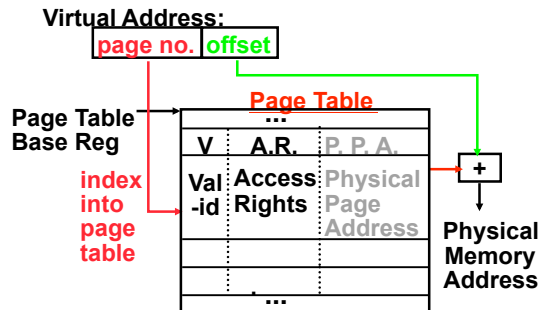 Virtual Address:
page no. offset
Page Table
...
Page Table
Base Reg
V A.R. P. P. A.
+
index
into
page
table
Val
-id
Access
Rights
Physical
Page
Address
Physical
Memory
Address
. ...